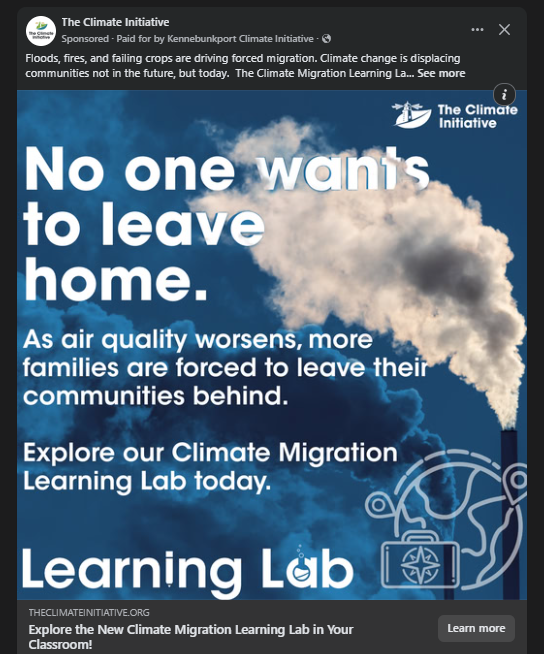 The Climate Initiative
Sponsored · Paid for by Kennebunkport Climate Initiative ·
Floods, fires, and failing crops are driving forced migration. Climate change is displacing
communities not in the future, but today. The Climate Migration Learning La... See more
The Climate
Initiative
i
The Climate
Initiative
No one wants
to leave
home.
As air quality worsens, more
families are forced to leave their
communities behind.
Explore our Climate Migration
Learning Lab today.
Learning Lab
THECLIMATEINITIATIVE.ORG
Explore the New Climate Migration Learning Lab in Your
Classroom!
Learn more